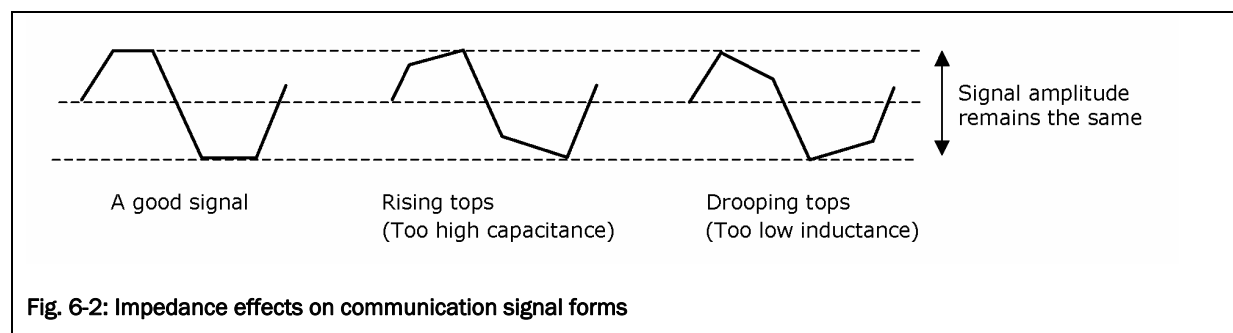 Signal amplitude
remains the same
A good signal
Rising tops
(Too high capacitance)
Drooping tops
(Too low inductance)
Fig. 6-2: Impedance effects on communication signal forms